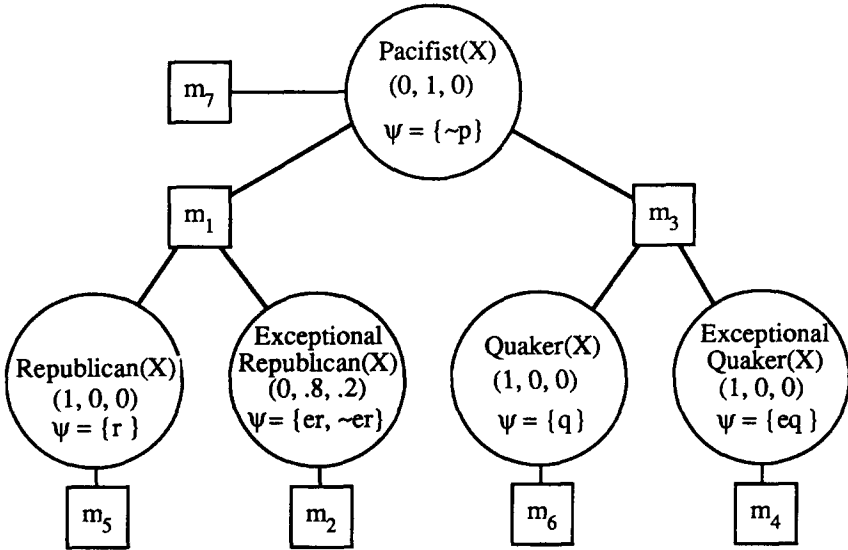 Pacifist(X)
(0, 1, 0)
ψ = {~p}
m7
m1
m3
Republican(X)
(1, 0, 0)
ψ = {r }
Exceptional
Republican(X)
(0, .8, .2)
ψ = {er, ~er}
Quaker(X)
(1, 0, 0)
ψ = {q}
Exceptional
Quaker(X)
(1, 0, 0)
ψ = {eq }
m5
m2
m6
m4